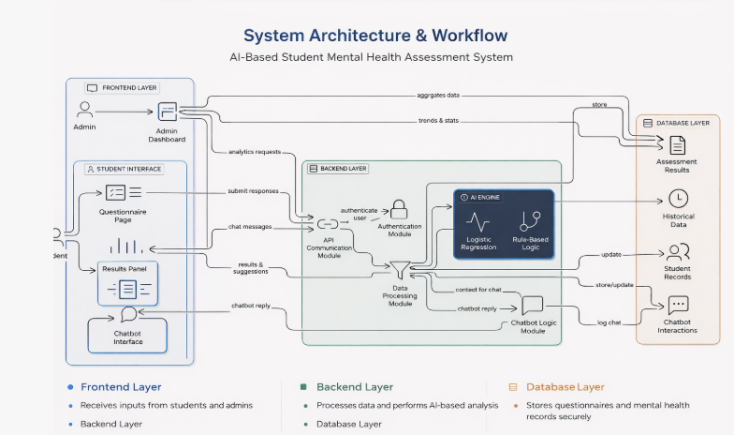 System Architecture & Workflow
AI-Based Student Mental Health Assessment System
FRONTEND LAYER
Admin
Admin
Dashboard
aggrgates data
store
trends & stats
DATABASE LAYER
Assessment
Results
analytics requests
STUDENT INTERFACE
BACKEND LAYER
submit responses
Questionnaire
Page
authenticate
user
Authentication
Module
AI ENGINE
Logistic
Regression
Rule-Based
Logic
Historical
Data
chat messages
API
Communication
Module
dent
Results Panel
results &
suggestions
Data
Processing
Module
update
Student
Records
context for chat
store/update
chatbot reply
chatbot reply
Chatbot Logic
Module
log chat
Chatbot
Interactions
Chatbot
Interface
Frontend Layer
• Receives inputs from students and admins
• Backend Layer
Backend Layer
• Processes data and performs AI-based analysis
• Database Layer
Database Layer
• Stores questionnaires and mental health
records securely